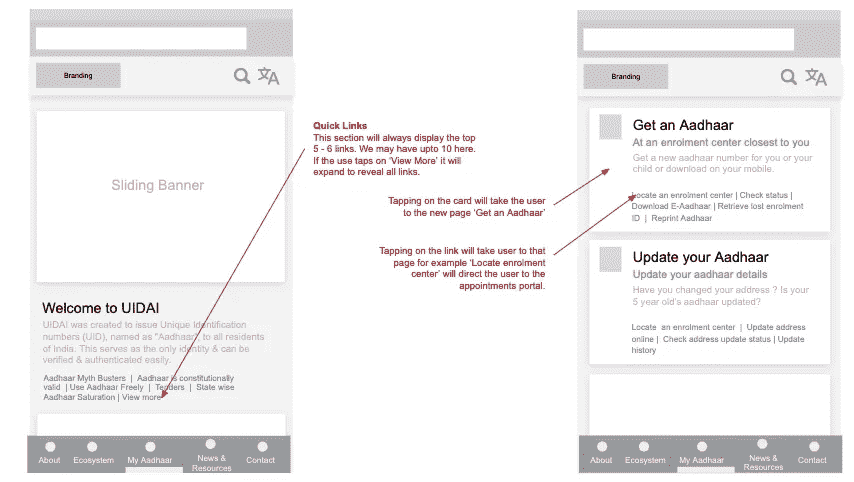 Branding
Sliding Banner
Welcome to UIDAI
UIDAI was created to issue Unique Identification
numbers (UID), named as "Aadhaar", to all residents
of India. This serves as the only identity & can be
verified & authenticated easily.
Aadhaar Myth Busters | Aadhaar is constitutionally
valid | Use Aadhaar Freely | Tenders | State wise
Aadhaar Saturation | View more
About
Ecosystem
My Aadhaar
News &
Resources
Contact
Quick Links
This section will always display the top
5 - 6 links. We may have upto 10 here.
If the use taps on 'View More' it will
expand to reveal all links.
Tapping on the card will take the user
to the new page 'Get an Aadhaar'
Tapping on the link will take user to that
page for example 'Locate enrolment
center' will direct the user to the
appointments portal.
Branding
Get an Aadhaar
At an enrolment center closest to you
Get a new aadhaar number for you or your
child or download on your mobile.
Locate an enrolment center | Check status |
Download E-Aadhaar | Retrieve lost enrolment
ID | Reprint Aadhaar
Update your Aadhaar
Update your aadhaar details
Have you changed your address ? Is your
5 year old's aadhaar updated?
Locate an enrolment center | Update address
online | Check address update status | Update
history
About
Ecosystem
My Aadhaar
News &
Resources
Contact